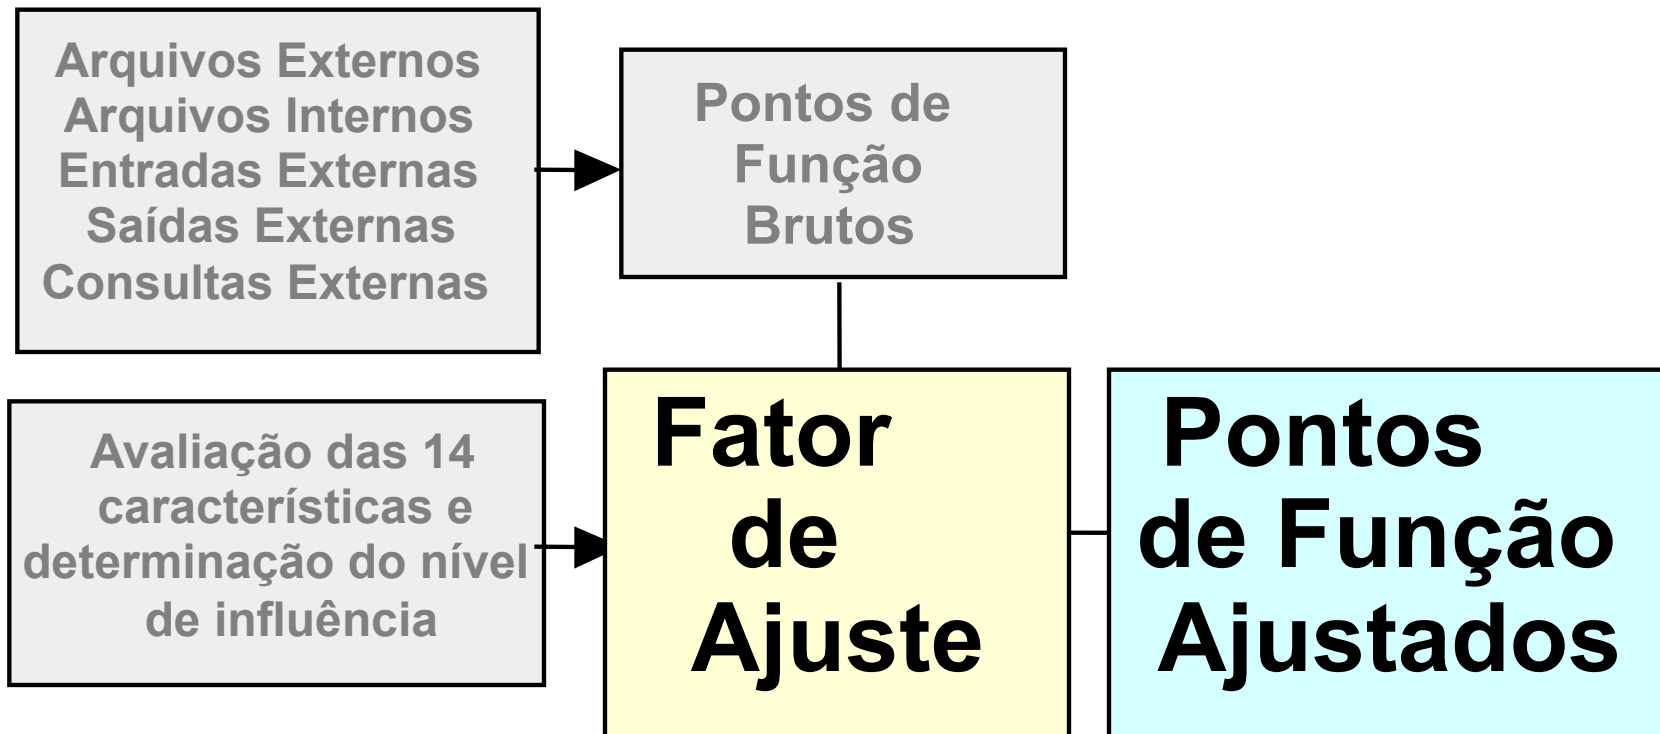 Arquivos Externos
Arquivos Internos
Entradas Externas
Saídas Externas
Consultas Externas
Pontos de
Função
Brutos
Avaliação das 14
características e
determinação do nível
de influência
Fator
de
Ajuste
Pontos
de Função
Ajustados